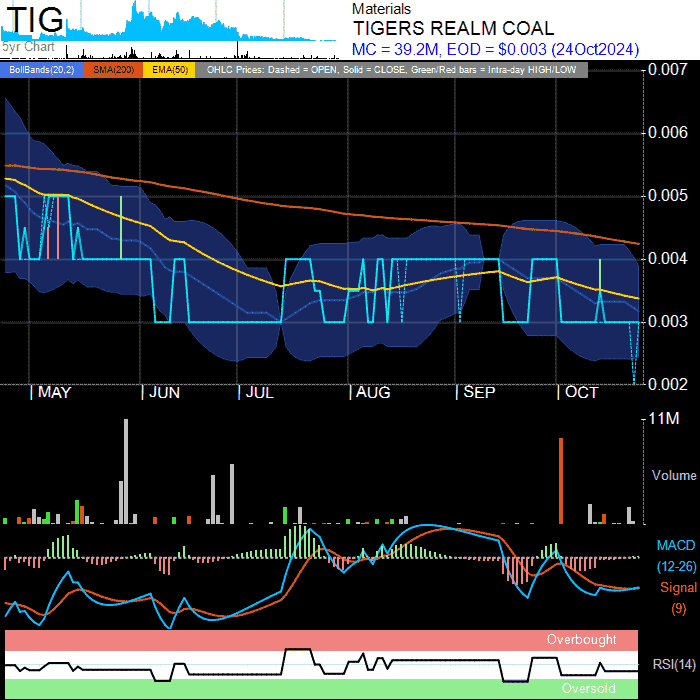 TIG
5yr Chart
Materials
TIGERS REALM COAL
MC = 39.2M, EOD = $0.003 (24Oct2024)
BollBands(20,2) SMA(200) EMA(50) OHLC Prices: Dashed = OPEN, Solid = CLOSE, Green/Red bars = Intra-day HIGH/LOW
0.007
0.006
0.005
0.004
0.003
0.002
MAY JUN JUL AUG SEP OCT
11M
Volume
MACD
(12-26)
Signal
(9)
Overbought
RSI(14)
Oversold